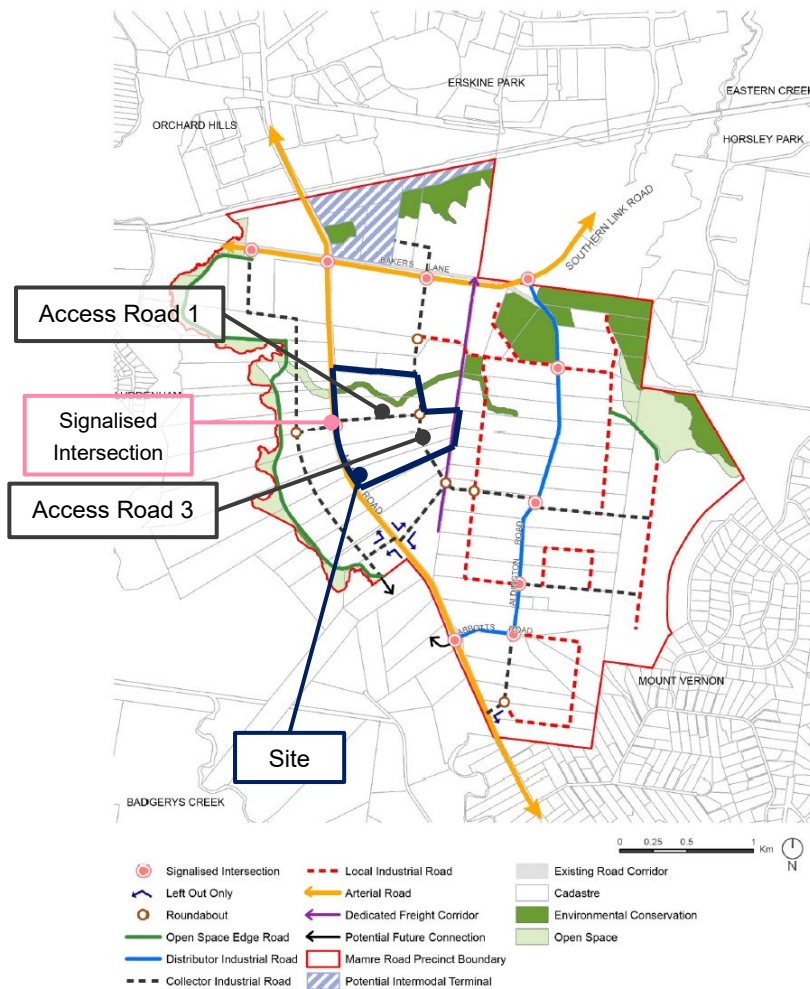 ERSKINE PARK
EASTERN CREEK
ORCHARD HILLS
HORSLEY PARK
SOUTHERN LINK ROAD
BAKERS LANE
Access Road 1
Signalised
Intersection
Access Road 3
ROAD
ALDINGTON ROAD
ABBOTTS ROAD
MOUNT VERNON
Site
BADGERYS CREEK
0 0.25 0.5 1
Km
N
Signalised Intersection
Local Industrial Road
Existing Road Corridor
Left Out Only
Arterial Road
Cadastre
Roundabout
Dedicated Freight Corridor
Environmental Conservation
Open Space Edge Road
Potential Future Connection
Open Space
Distributor Industrial Road
Mamre Road Precinct Boundary
Collector Industrial Road
Potential Intermodal Terminal